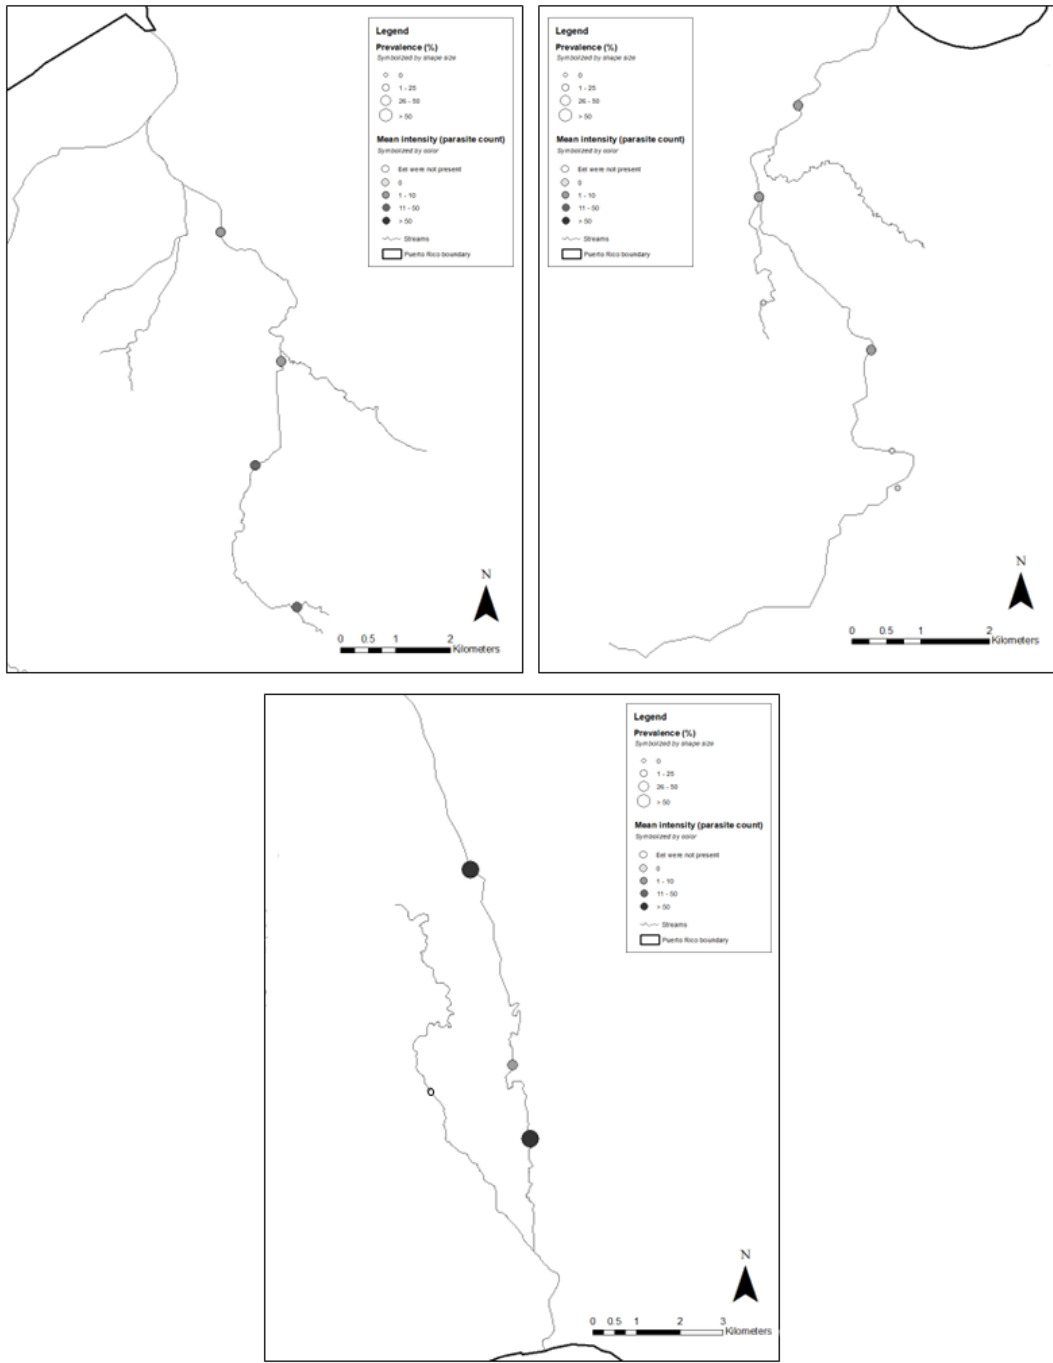 Legend
Prevalence (%)
Symbolized by shape size
0
1 - 25
26 - 50
> 50
Mean intensity (parasite count)
Symbolized by color
Eel were not present
0
1 - 10
11 - 50
> 50
Streams
Puerto Rico boundary
N
0 0.5 1 2
Kilometers
Legend
Prevalence (%)
Symbolized by shape size
0
1 - 25
26 - 50
> 50
Mean intensity (parasite count)
Symbolized by color
Eel were not present
0
1 - 10
11 - 50
> 50
Streams
Puerto Rico boundary
N
0 0.5 1 2
Kilometers
Legend
Prevalence (%)
Symbolized by shape size
0
1 - 25
26 - 50
> 50
Mean intensity (parasite count)
Symbolized by color
Eel were not present
0
1 - 10
11 - 50
> 50
Streams
Puerto Rico boundary
N
0 0.5 1 2 3
Kilometers